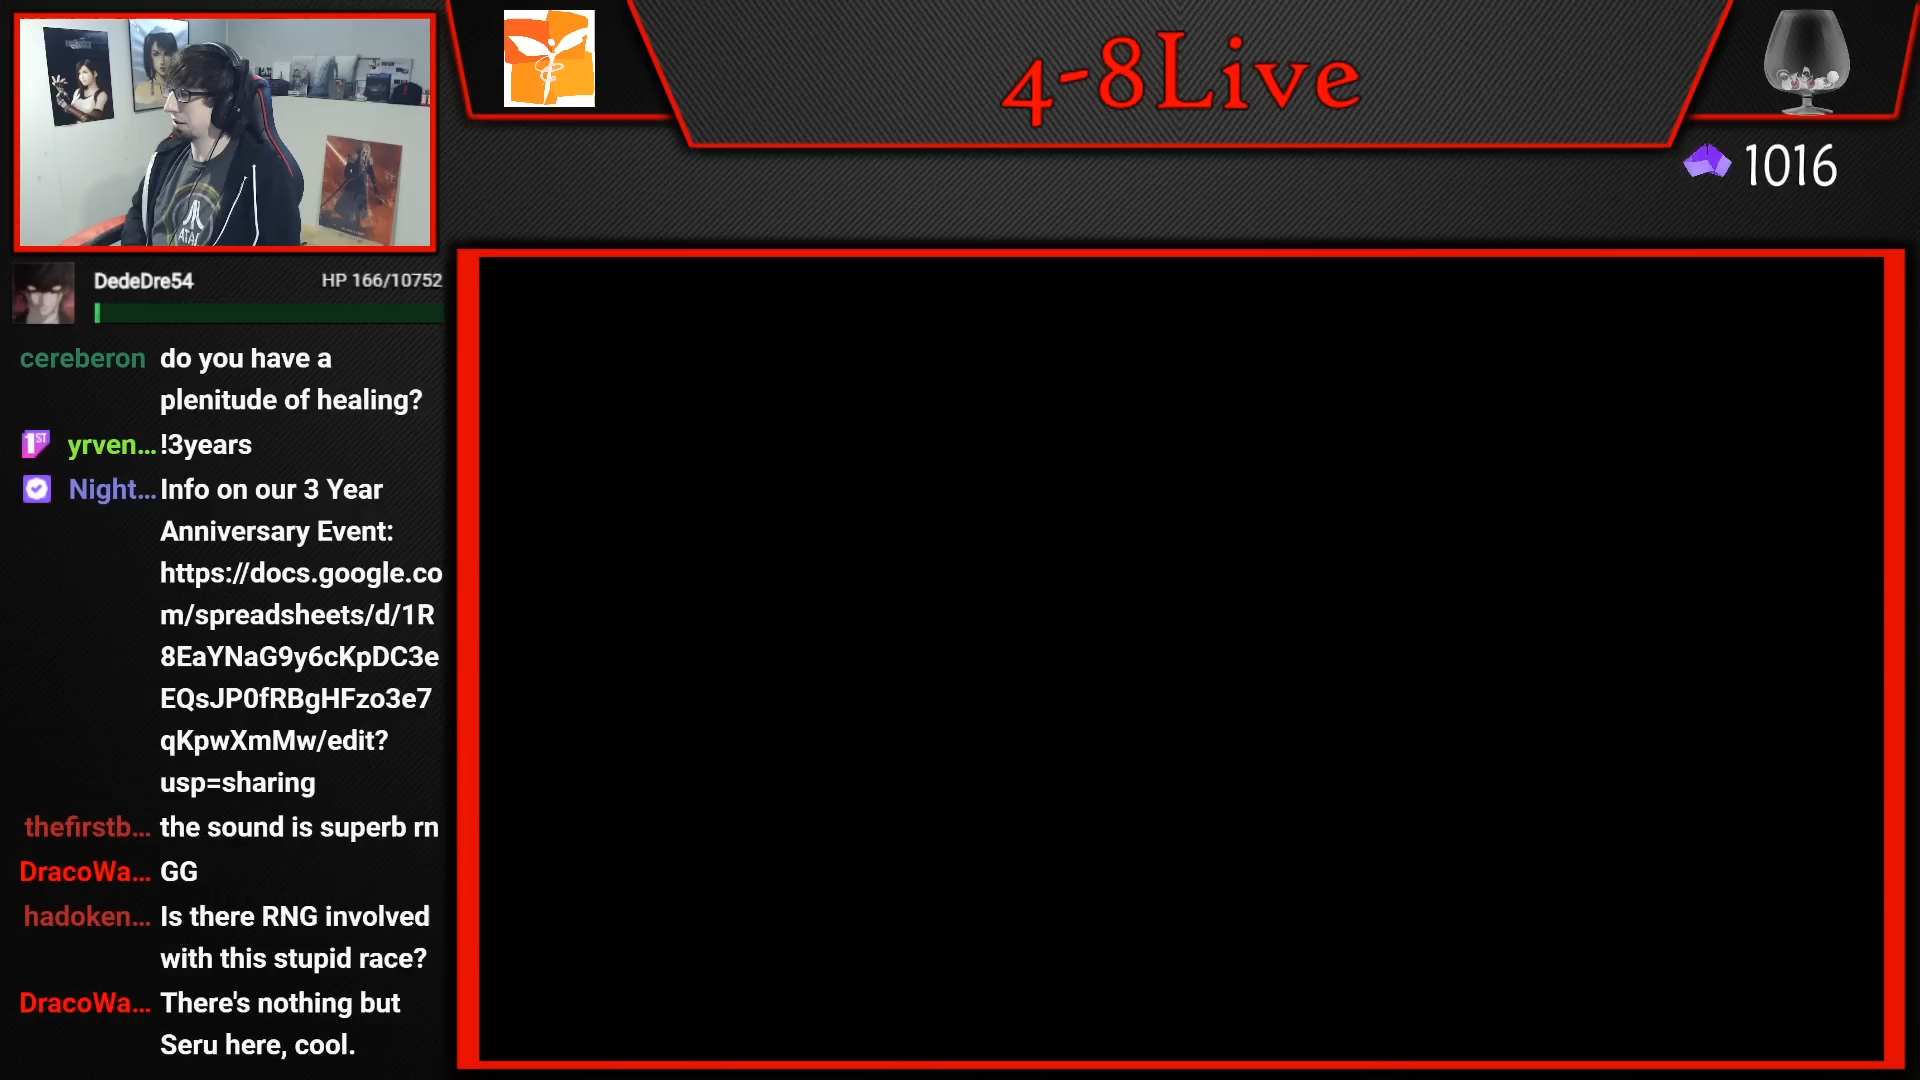 4-8Live
1016
ATARI
DedeDre54 HP 166/10752
cereberon do you have a
plenitude of healing?
1ST yrven... !3years
Night... Info on our 3 Year
Anniversary Event:
https://docs.google.co
m/spreadsheets/d/1R
8EaYNaG9y6cKpDC3e
EQsJP0fRBgHFzo3e7
qKpwXmMw/edit?
usp=sharing
thefirstb... the sound is superb rn
DracoWa... GG
hadoken... Is there RNG involved
with this stupid race?
DracoWa... There's nothing but
Seru here, cool.